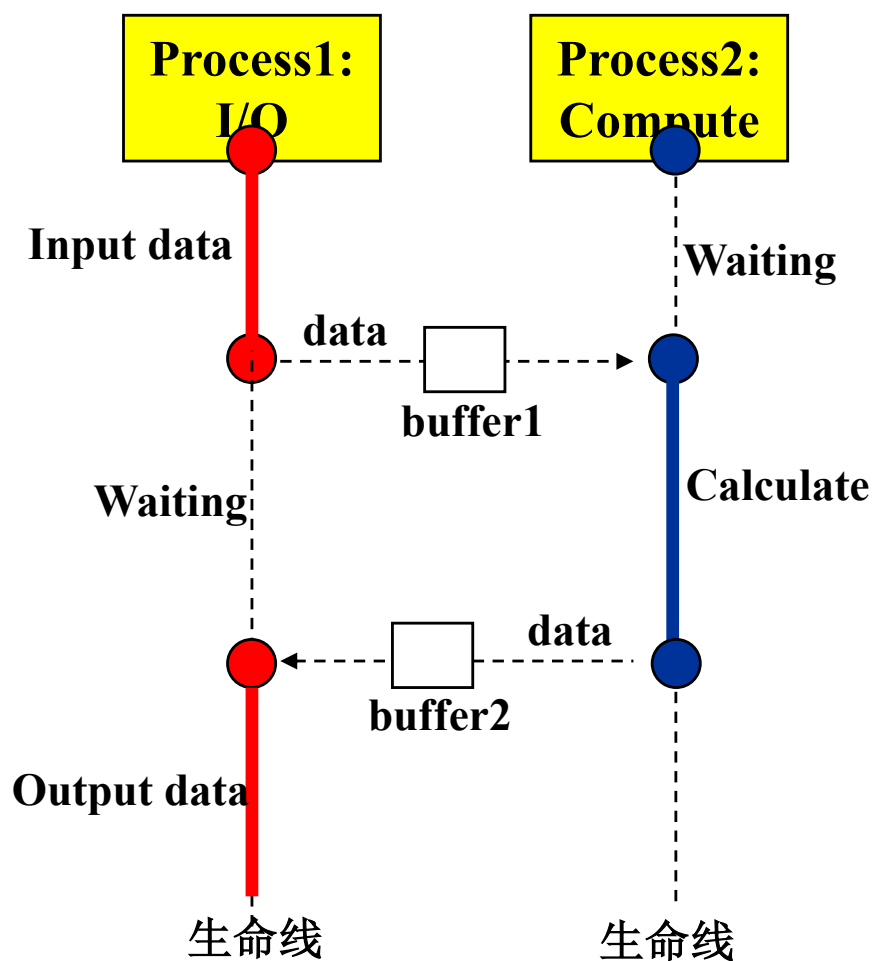 Process1:
I/O
Process2:
Compute
Input data
Waiting
data
buffer1
Waiting
Calculate
data
buffer2
Output data
生命线
生命线